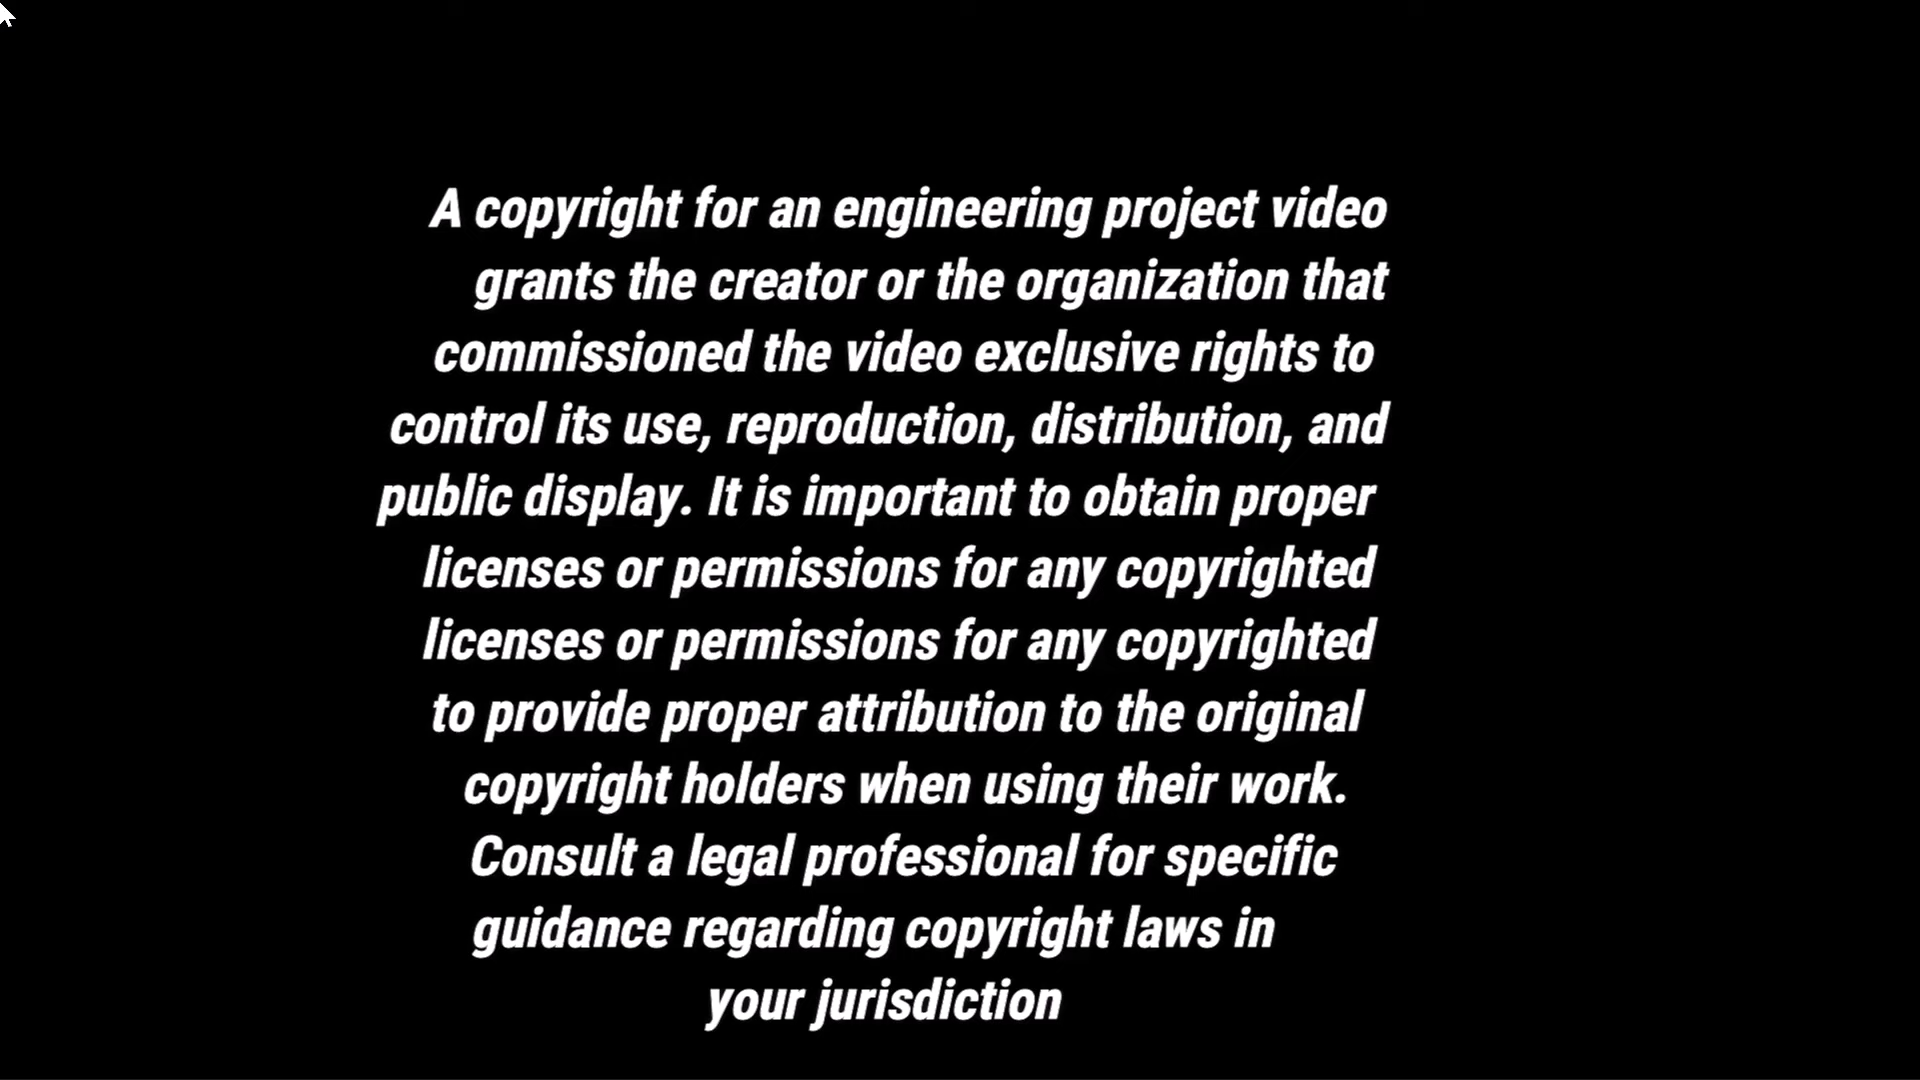 A copyright for an engineering project video
grants the creator or the organization that
commissioned the video exclusive rights to
control its use, reproduction, distribution, and
public display. It is important to obtain proper
licenses or permissions for any copyrighted
licenses or permissions for any copyrighted
to provide proper attribution to the original
copyright holders when using their work.
Consult a legal professional for specific
guidance regarding copyright laws in
your jurisdiction